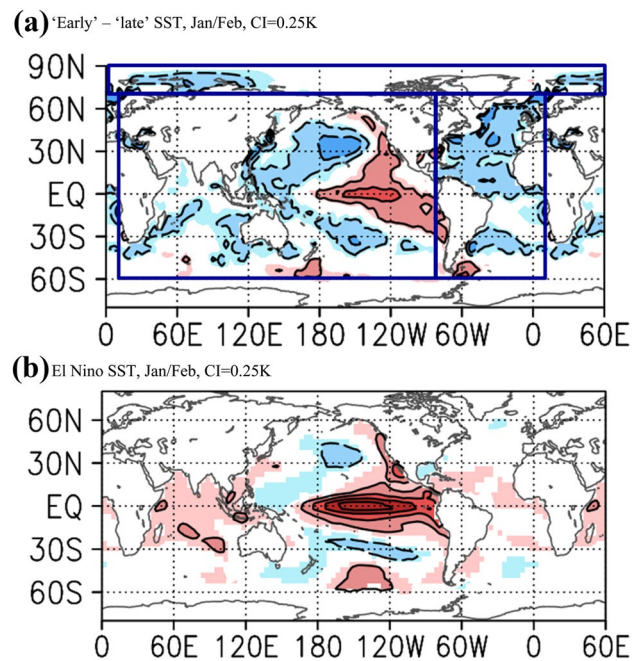 (a) ‘Early’ – ‘late’ SST, Jan/Feb, CI=0.25K
90N
60N
30N
EQ
30S
60S
0 60E 120E 180 120W 60W 0 60E
(b) El Nino SST, Jan/Feb, CI=0.25K
60N
30N
EQ
30S
60S
0 60E 120E 180 120W 60W 0 60E